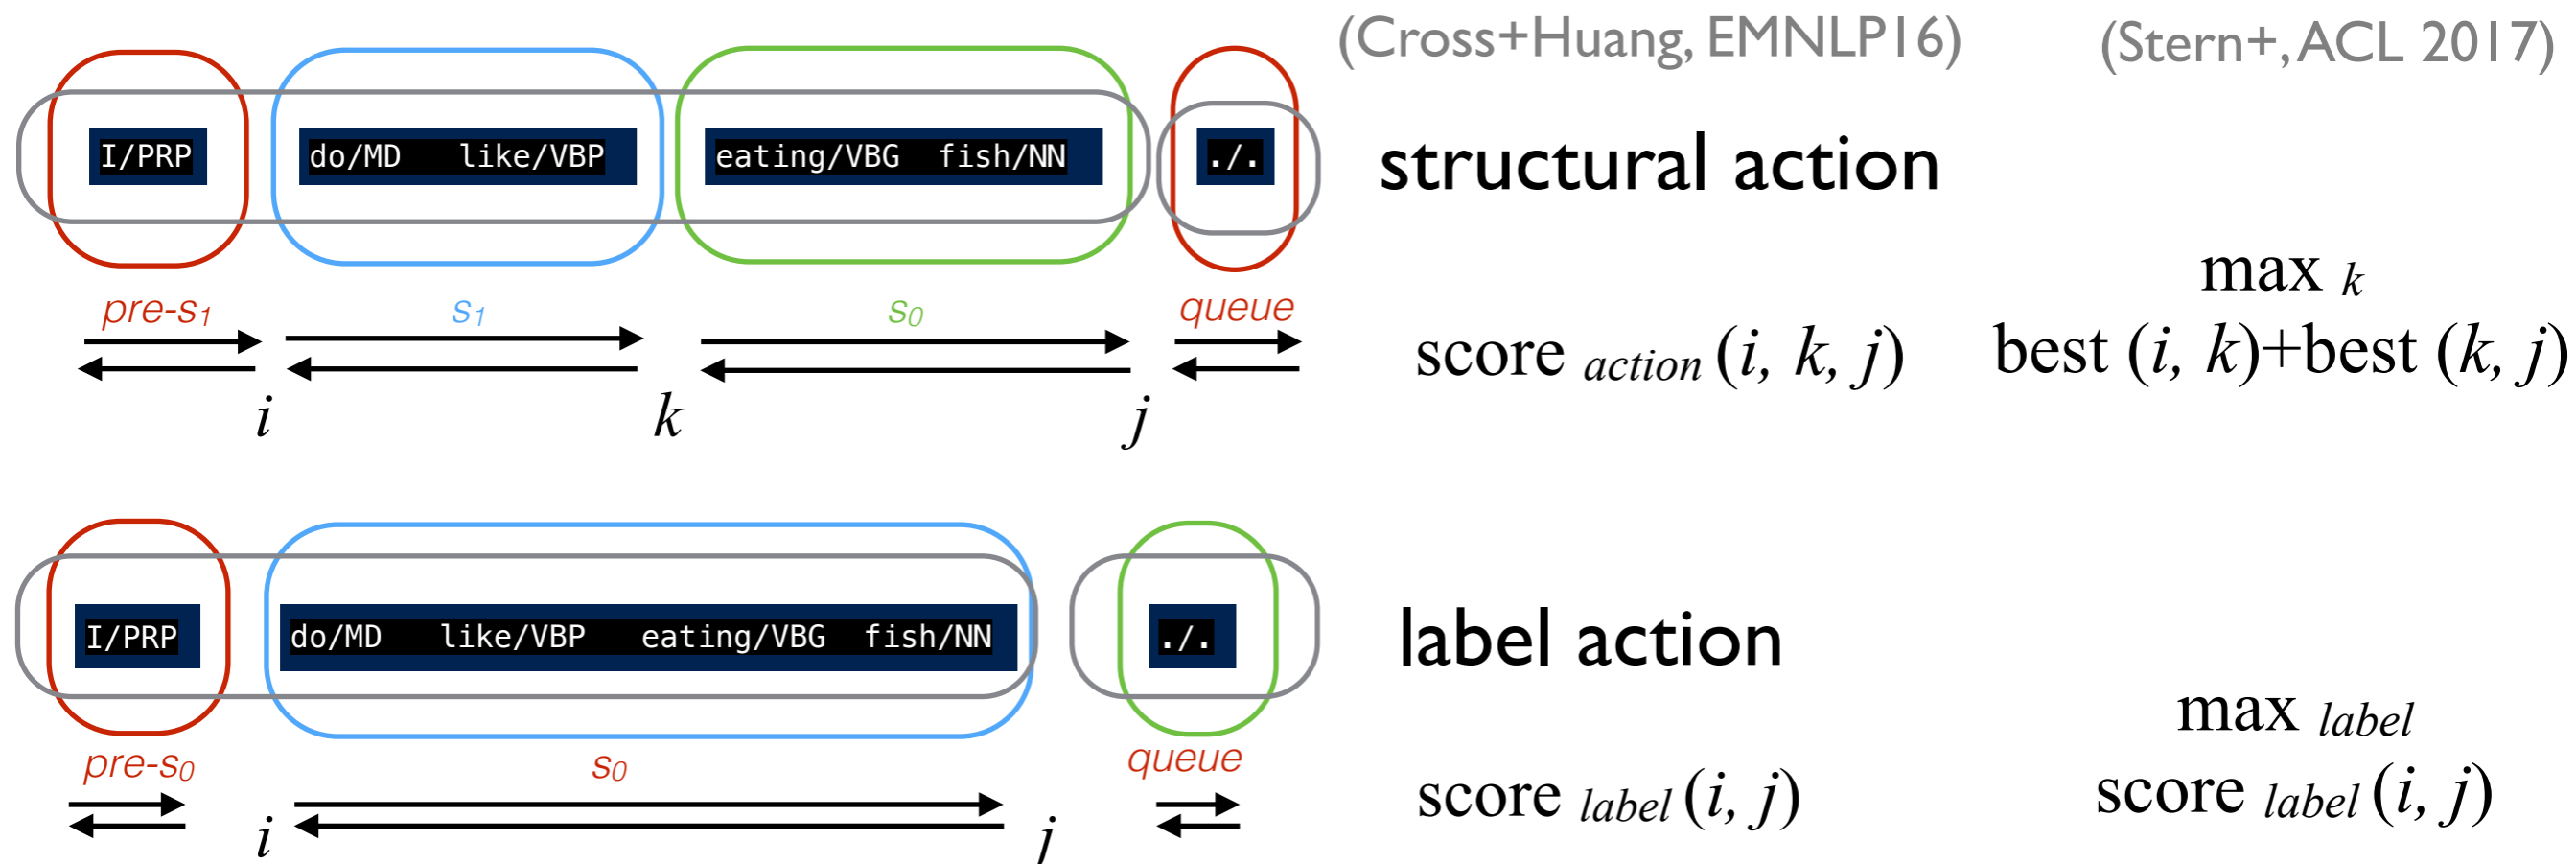 (Cross+Huang, EMNLP16) (Stern+, ACL 2017)
I/PRP do/MD like/VBP eating/VBG fish/NN ./. structural action
max k
pre-s1 s1 s0 queue
score action (i, k, j) best (i, k)+best (k, j)
i k j
I/PRP do/MD like/VBP eating/VBG fish/NN ./. label action
max label
pre-s0 s0 queue
score label (i, j) score label (i, j)
i j